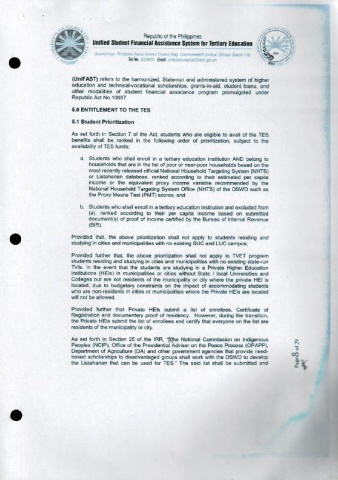 Republic of the Philippines
Unified Student Financial Assistance System for Tertiary Education
(UniFAST) refers to the harmonized, State-run and administered system of higher
education and technical-vocational scholarships, grants-in-aid, student loans, and
other modalities of student financial assistance program promulgated under
Republic Act No.10687.
5.0 ENTITLEMENT TO THE TES
5.1 Student Prioritization
As set forth in Section 7 of the Act, students who are eligible to avail of the TES
benefits shall be ranked in the following order of prioritization, subject to the
availability of TES funds:
a. Students who shall enroll in a tertiary education institution AND belong to
households that are in the list of poor or near-poor households based on the
most recently released official National Household Targeting System (NHTS)
or Listahanan database, ranked according to their estimated per capita
income or the equivalent proxy income variable recommended by the
National Household Targeting System Office (NHTS) of the DSWD such as
the Proxy Means Test (PMT) scores; and
b. Students who shall enroll in a tertiary education institution and excluded from
(a), ranked according to their per capita income based on submitted
document/s of proof of income certified by the Bureau of Internal Revenue
(BIR).
Provided, that the above prioritization shall not apply to students residing and
studying in cities and municipalities with no existing SUC and LUC campus;
Provided further, that the above prioritization shall not apply to TVET program
students residing and studying in cities and municipalities with no existing state-run
TVIs. In the event that the students are studying in a Private Higher Education
Institutions (HEIs) in municipalities or cities without State / local Universities and
Colleges but are not residents of the municipality or city where the private HEI is
located, due to budgetary constraints on the impact of accommodating students
who are non-residents in cities or municipalities where the Private HEIs are located
will not be allowed.
Provided further that Private HEIs submit a list of enrollees, Certificate of
Registration and documentary proof of residency. However, during the transition,
the Private HEIs submit the list of enrollees and certify that everyone on the list are
residents of the municipality or city.
As set forth in Section 25 of the IRR, "[t]he National Commission on Indigenous
Peoples (NCIP), Office of the Presidential Adviser on the Peace Process (OPAPP),
Department of Agriculture (DA) and other government agencies that provide need-
based scholarships to disadvantaged groups shall work with the DSWD to develop
the Listahanan that can be used for TES." The said list shall be submitted and
Page 8 of 29